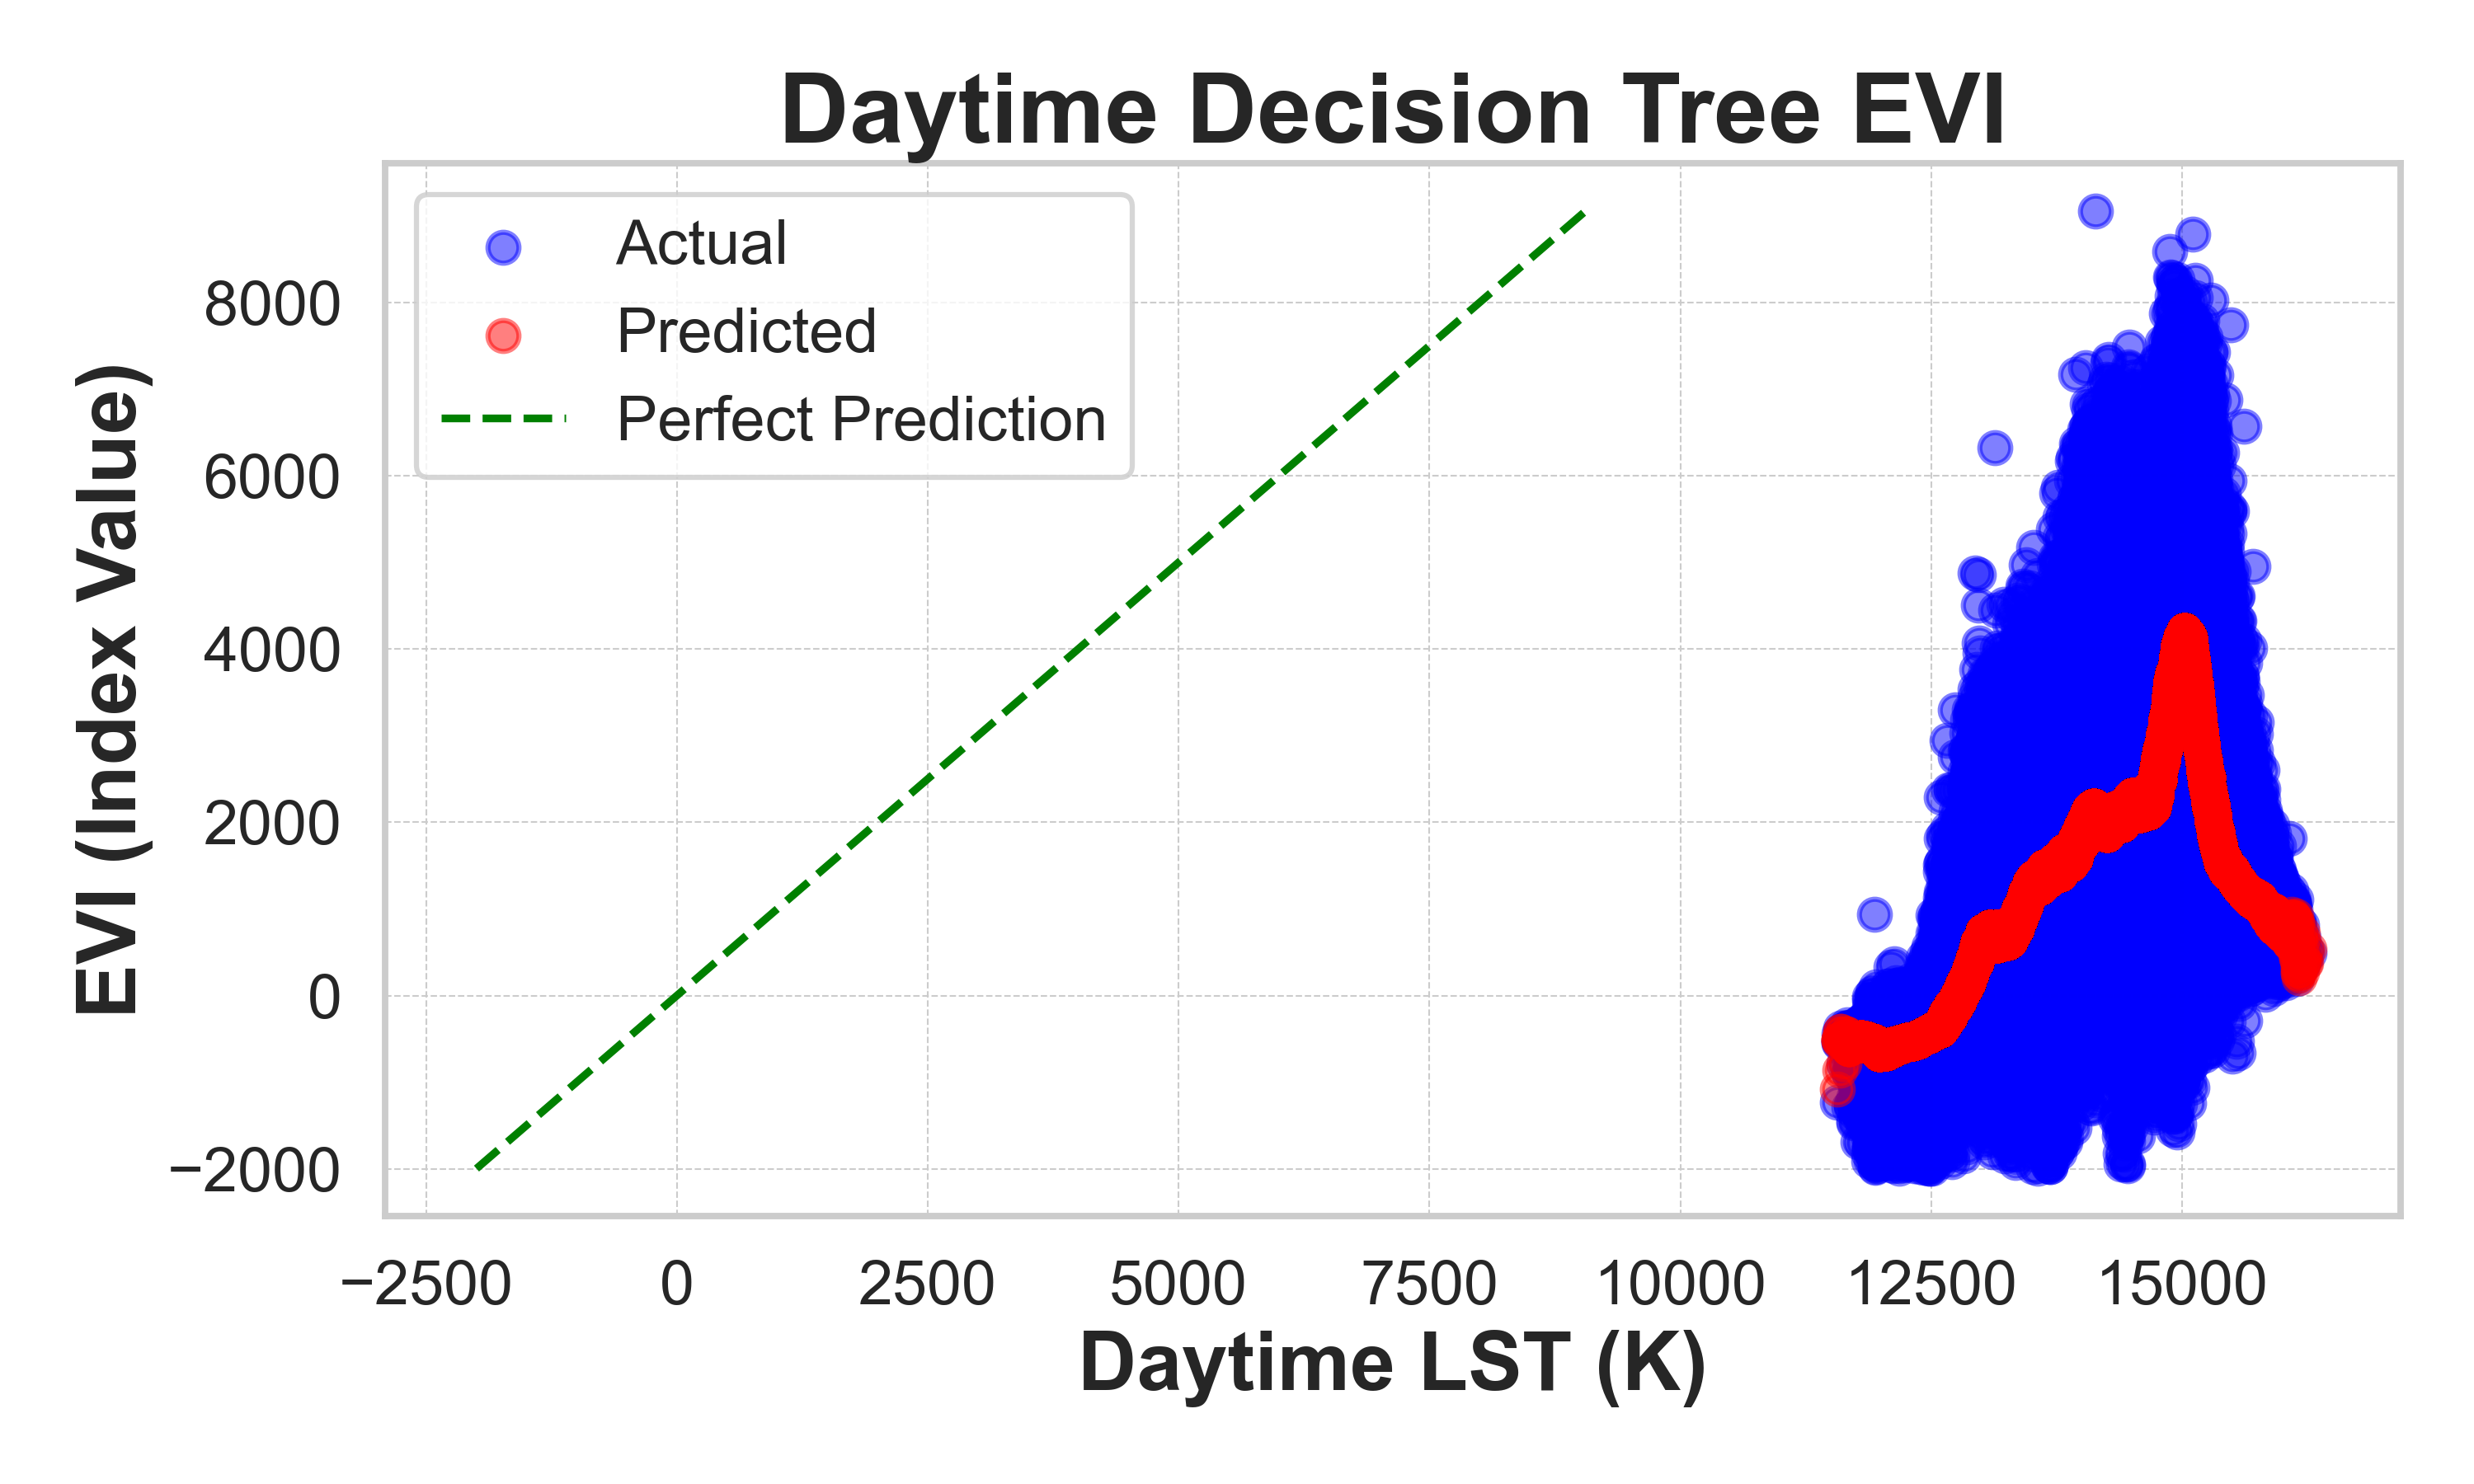 Daytime Decision Tree EVI
Actual
Predicted
Perfect Prediction
EVI (Index Value)
8000
6000
4000
2000
0
−2000
−2500 0 2500 5000 7500 10000 12500 15000
Daytime LST (K)